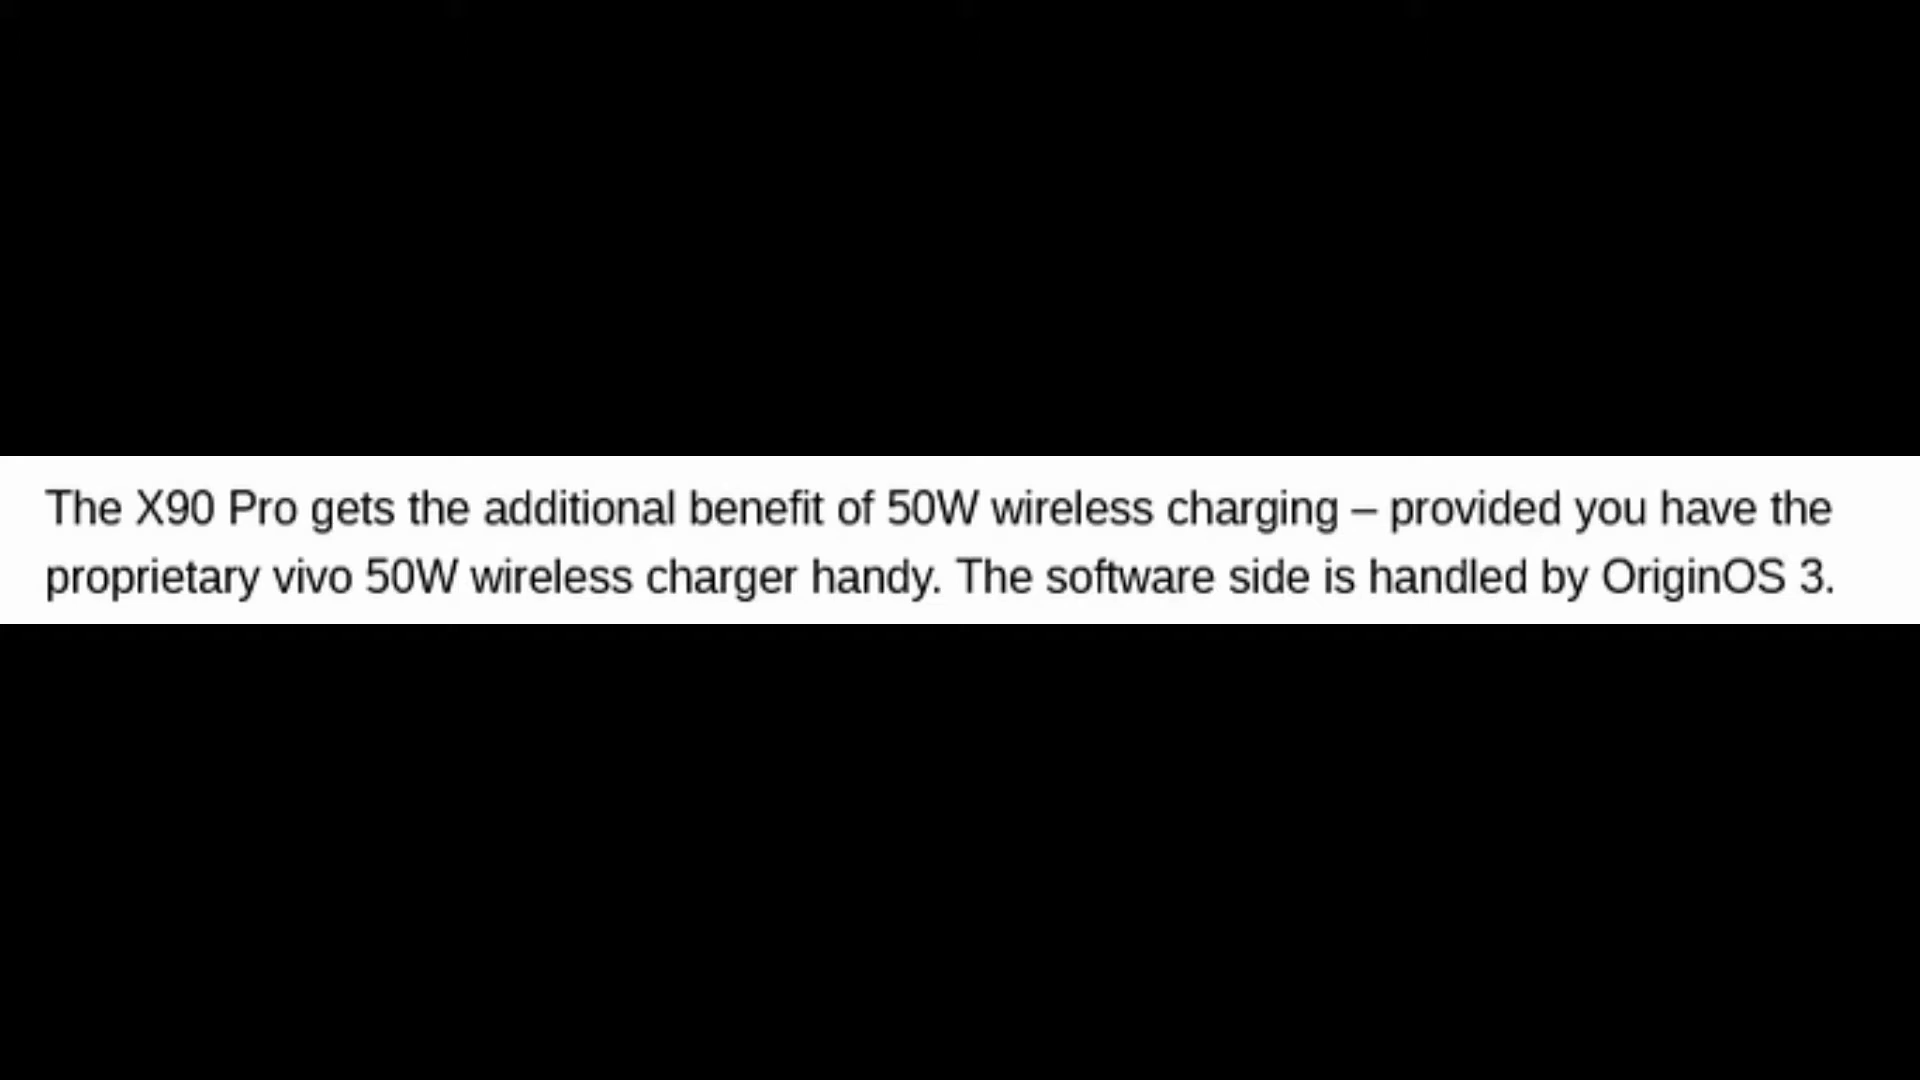 The X90 Pro gets the additional benefit of 50W wireless charging – provided you have the
proprietary vivo 50W wireless charger handy. The software side is handled by OriginOS 3.